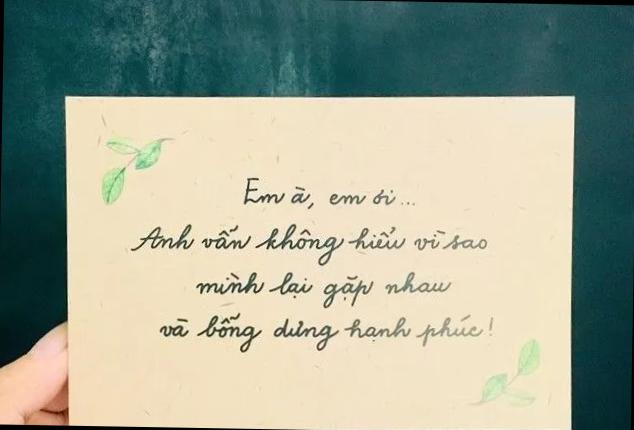 Em à, em ơi...
Anh vẫn không hiểu vì sao
mình lại gặp nhau
và bỗng dưng hạnh phúc!